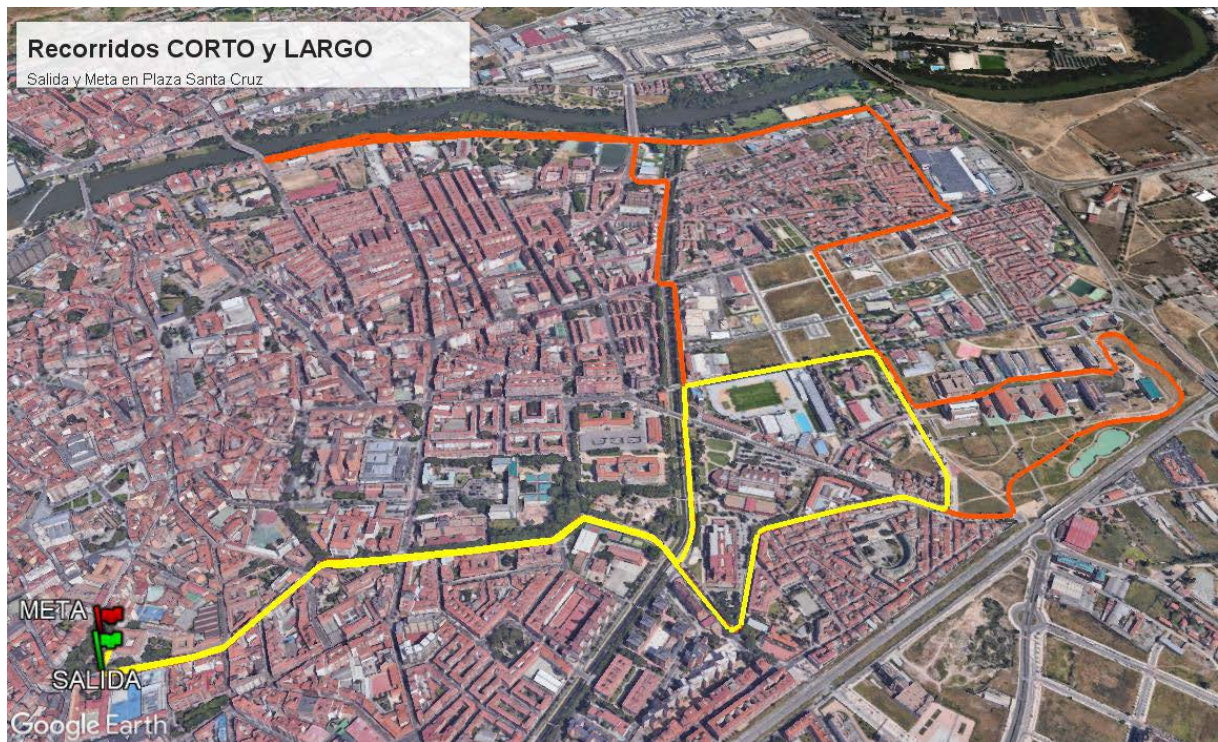 Recorridos CORTO y LARGO
Salida y Meta en Plaza Santa Cruz
META
SALIDA
Google Earth